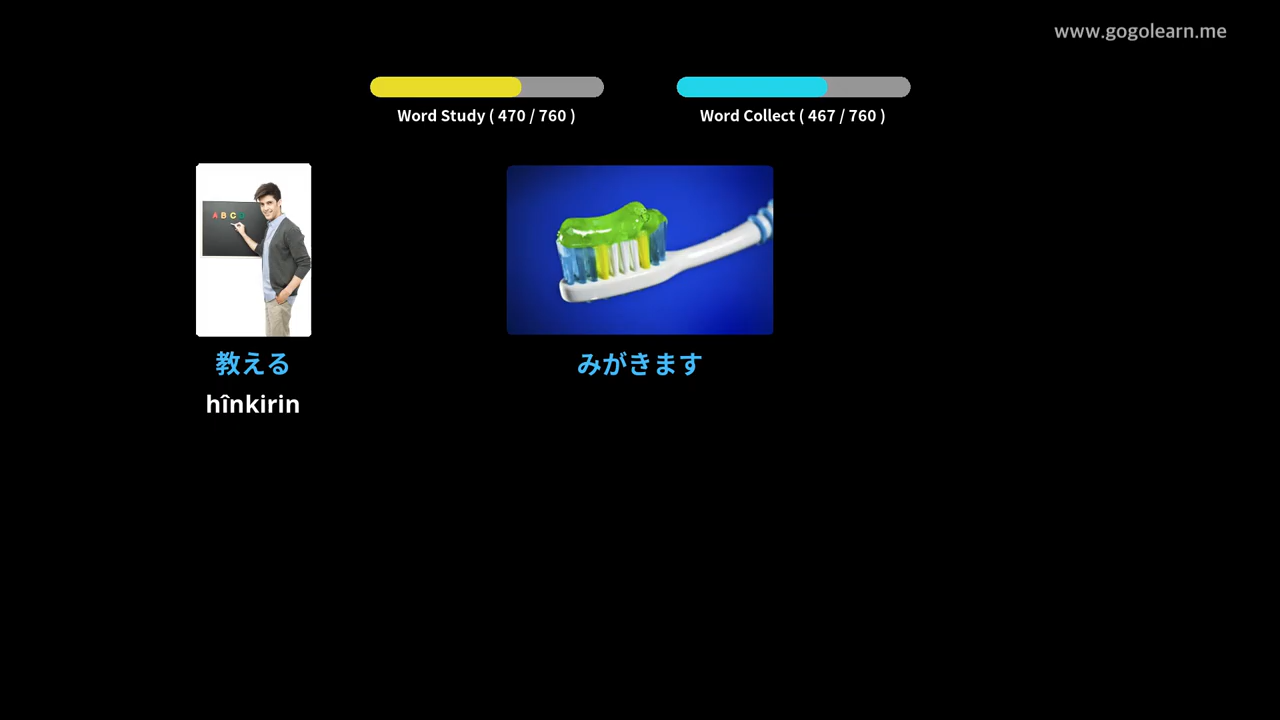 www.gogolearn.me
Word Study ( 470 / 760 )
Word Collect ( 467 / 760 )
A B C
教える
みがきます
hînkirin